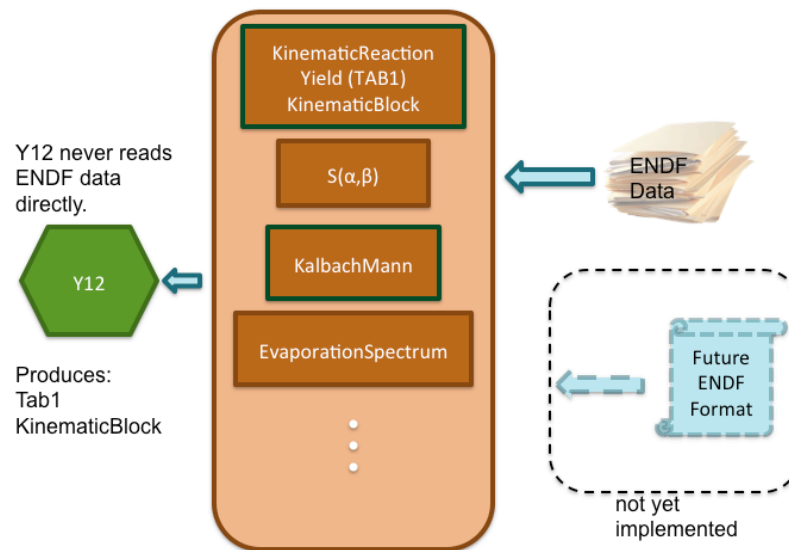 KinematicReaction
Yield (TAB1)
KinematicBlock
Y12 never reads
ENDF data
directly.
S(α,β)
ENDF
Data
KalbachMann
Y12
EvaporationSpectrum
Future
ENDF
Format
Produces:
Tab1
KinematicBlock
not yet
implemented